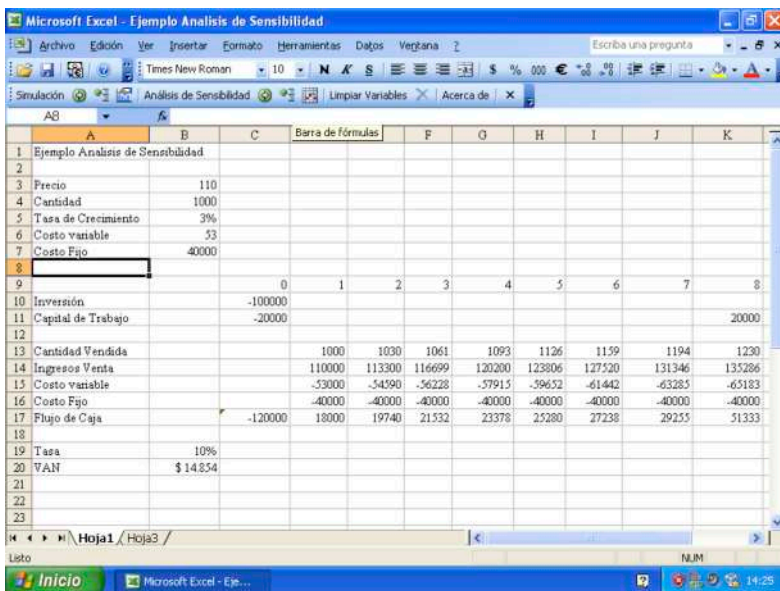 Microsoft Excel - Ejemplo Analisis de Sensibilidad
Archivo Edición Ver Insertar Formato Herramientas Datos Ventana ? Escriba una pregunta
Times New Roman 10 N K S $ % 000 €
Simulación Análisis de Sensibilidad Limpiar Variables Acerca de
A8 fx
Barra de fórmulas
A B C F G H I J K
1 Ejemplo Analisis de Sensibilidad
2
3 Precio 110
4 Cantidad 1000
5 Tasa de Crecimiento 3%
6 Costo variable 53
7 Costo Fijo 40000
8
9 0 1 2 3 4 5 6 7 8
10 Inversión -100000
11 Capital de Trabajo -20000 20000
12
13 Cantidad Vendida 1000 1030 1061 1093 1126 1159 1194 1230
14 Ingresos Venta 110000 113300 116699 120200 123806 127520 131346 135286
15 Costo variable -53000 -54590 -56228 -57915 -59652 -61442 -63285 -65183
16 Costo Fijo -40000 -40000 -40000 -40000 -40000 -40000 -40000 -40000
17 Flujo de Caja -120000 18000 19740 21532 23378 25280 27238 29255 51333
18
19 Tasa 10%
20 VAN $ 14.854
21
22
23
Hoja1 Hoja3
Listo NUM
Inicio Microsoft Excel - Eje... 14:25